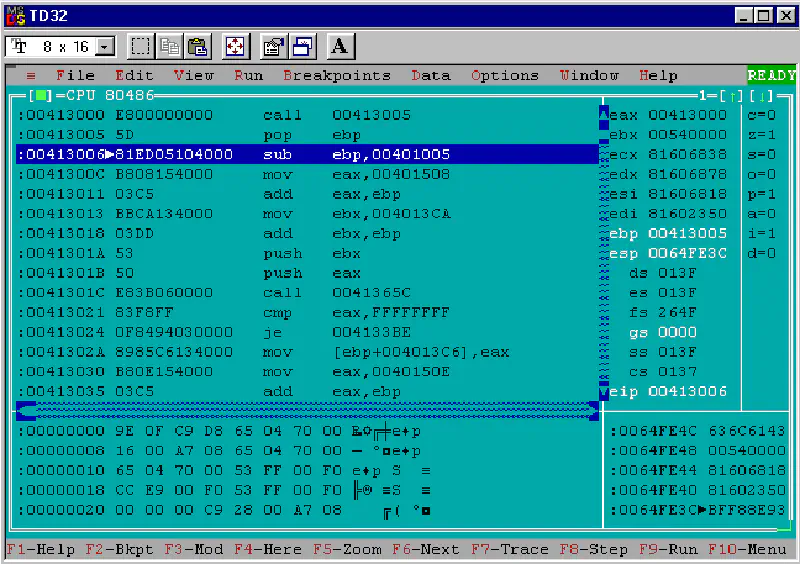 TD32
8 x 16
≡ File Edit View Run Breakpoints Data Options Window Help READY
[■]=CPU 80486 1=[↑][↓]
:00413000 E800000000 call 00413005 eax 00413000 c=0
:00413005 5D pop ebp ebx 00540000 z=1
:00413006►81ED05104000 sub ebp,00401005 ecx 81606838 s=0
:0041300C B808154000 mov eax,00401508 edx 81606878 o=0
:00413011 03C5 add eax,ebp esi 81606818 p=1
:00413013 BBCA134000 mov ebx,004013CA edi 81602350 a=0
:00413018 03DD add ebx,ebp ebp 00413005 i=1
:0041301A 53 push ebx esp 0064FE3C d=0
:0041301B 50 push eax ds 013F
:0041301C E83B060000 call 0041365C es 013F
:00413021 83F8FF cmp eax,FFFFFFFF fs 264F
:00413024 0F8494030000 je 004133BE gs 0000
:0041302A 8985C6134000 mov [ebp+004013C6],eax ss 013F
:00413030 B80E154000 mov eax,0040150E cs 0137
:00413035 03C5 add eax,ebp eip 00413006
:00000000 9E 0F C9 D8 65 04 70 00 ₧☼╔╪e♦p :0064FE4C 636C6143
:00000008 16 00 A7 08 65 04 70 00 ▬ º◘e♦p :0064FE48 00540000
:00000010 65 04 70 00 53 FF 00 F0 e♦p S ≡ :0064FE44 81606818
:00000018 CC E9 00 F0 53 FF 00 F0 ╠Θ ≡S ≡ :0064FE40 81602350
:00000020 00 00 00 C9 28 00 A7 08 ╔( º◘ :0064FE3C►BFF88E93
F1-Help F2-Bkpt F3-Mod F4-Here F5-Zoom F6-Next F7-Trace F8-Step F9-Run F10-Menu